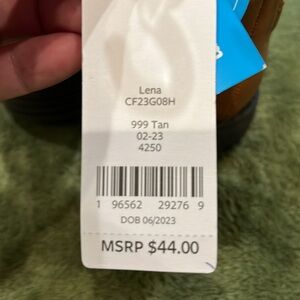 Lena
CF23G08H
999 Tan
02-23
4250
1 96562 29276 9
DOB 06/2023
MSRP $44.00